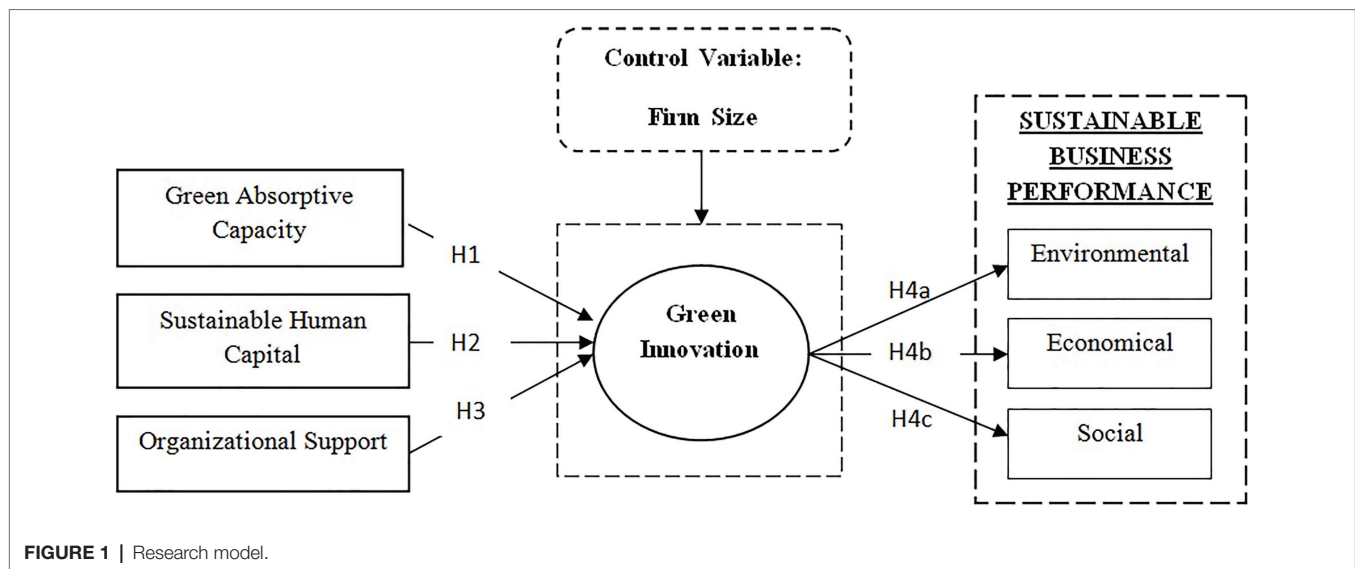 Control Variable:
Firm Size
SUSTAINABLE
BUSINESS
PERFORMANCE
Green Absorptive
Capacity
H1
Sustainable Human
Capital
H2
Organizational Support
H3
Green
Innovation
H4a
H4b
H4c
Environmental
Economical
Social
FIGURE 1 | Research model.